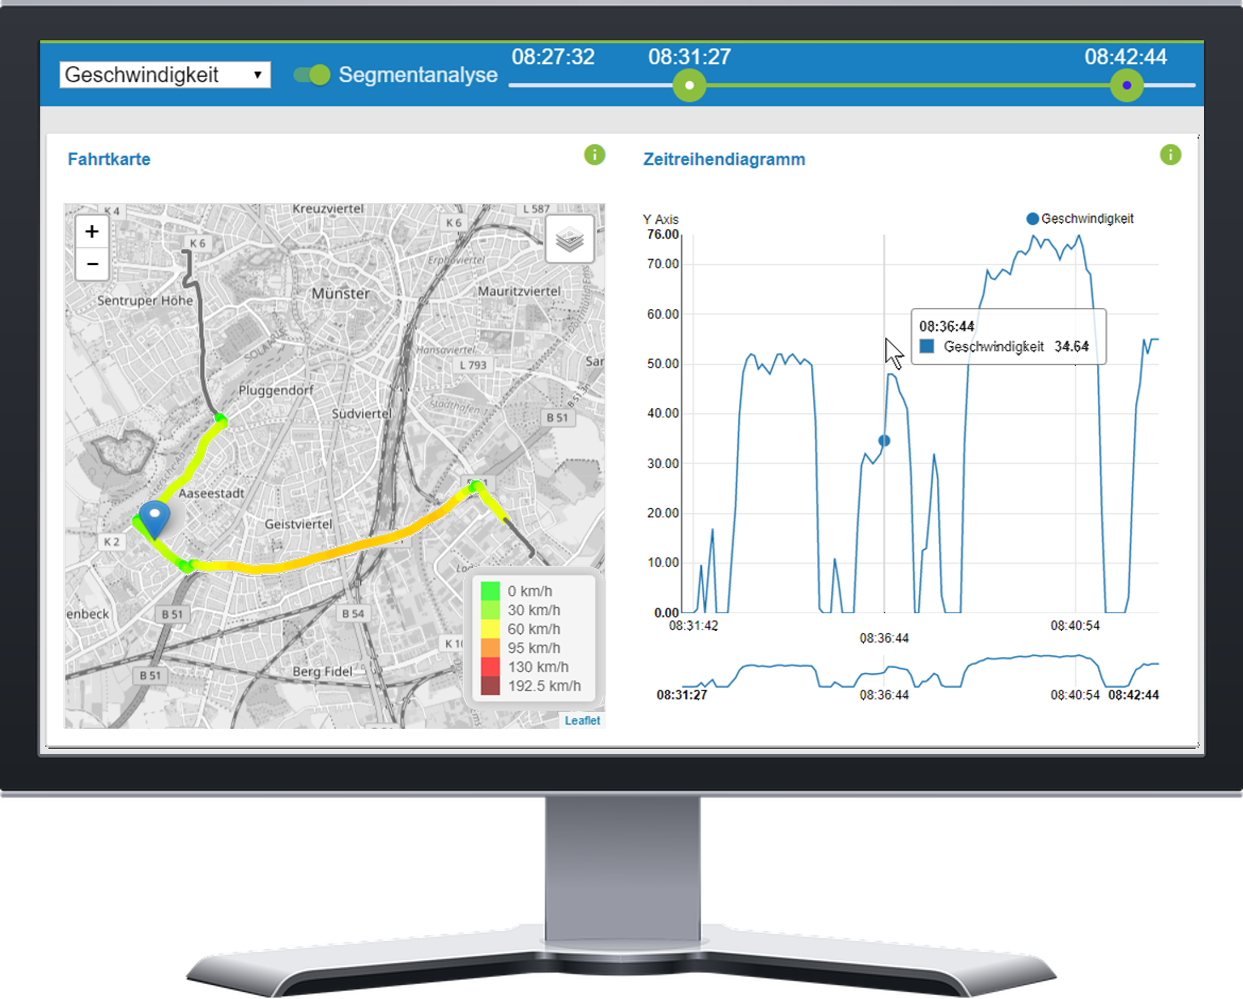 Geschwindigkeit
Segmentanalyse
08:27:32
08:31:27
08:42:44
Fahrtkarte
i
Zeitreihendiagramm
i
K 4
Kreuzviertel
L 587
K 6
+
−
K 6
Erphoviertel
Sentruper Höhe
Münster
Mauritzviertel
Hansaviertel
L 793
Pluggendorf
Südviertel
Stadthafen
B 51
B 51
Aaseestadt
K 2
Geistviertel
enbeck
B 51
B 54
Berg Fidel
B 51
0 km/h
30 km/h
60 km/h
95 km/h
130 km/h
192.5 km/h
Leaflet
Y Axis
Geschwindigkeit
76.00
70.00
60.00
50.00
40.00
30.00
20.00
10.00
0.00
08:36:44
Geschwindigkeit 34.64
08:31:42
08:36:44
08:40:54
08:31:27
08:36:44
08:40:54
08:42:44